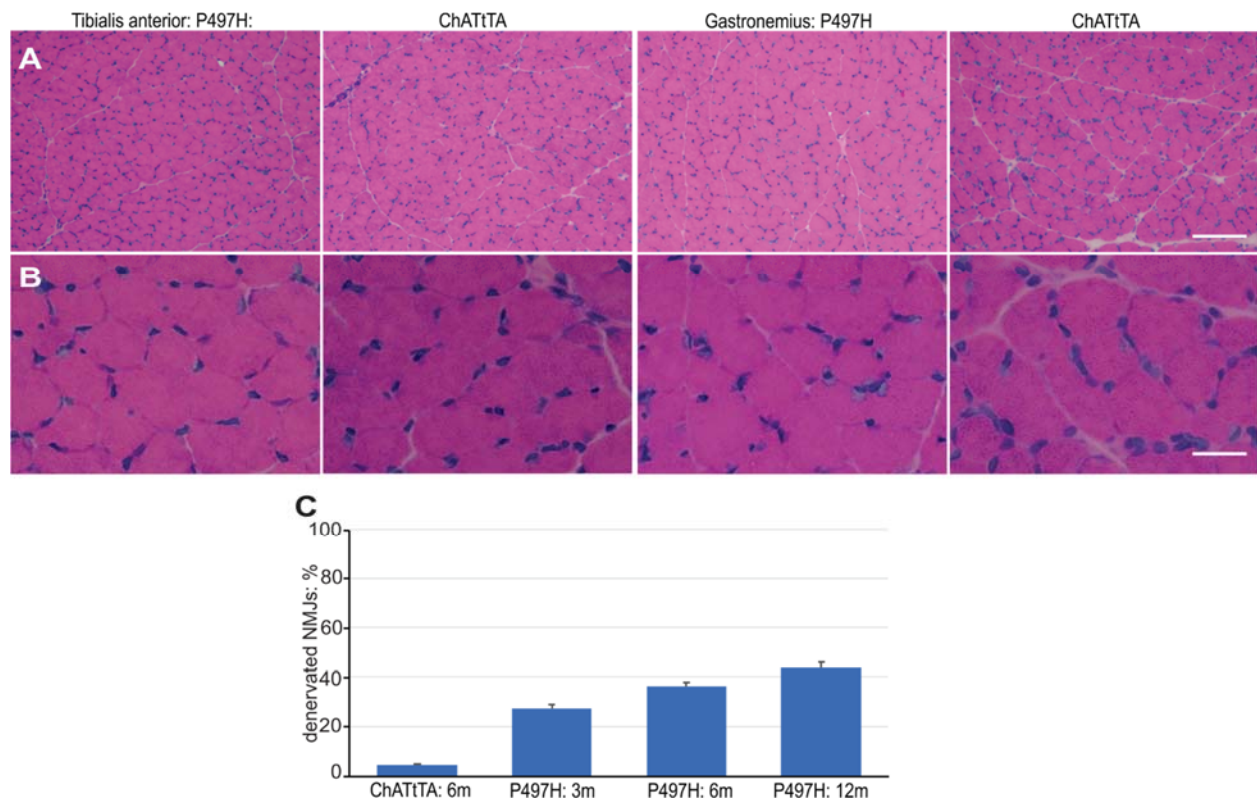 Tibialis anterior: P497H:
ChATtTA
Gastronemius: P497H
ChATtTA
A
B
C
100
80
60
40
20
0
denervated NMJs: %
ChATtTA: 6m
P497H: 3m
P497H: 6m
P497H: 12m